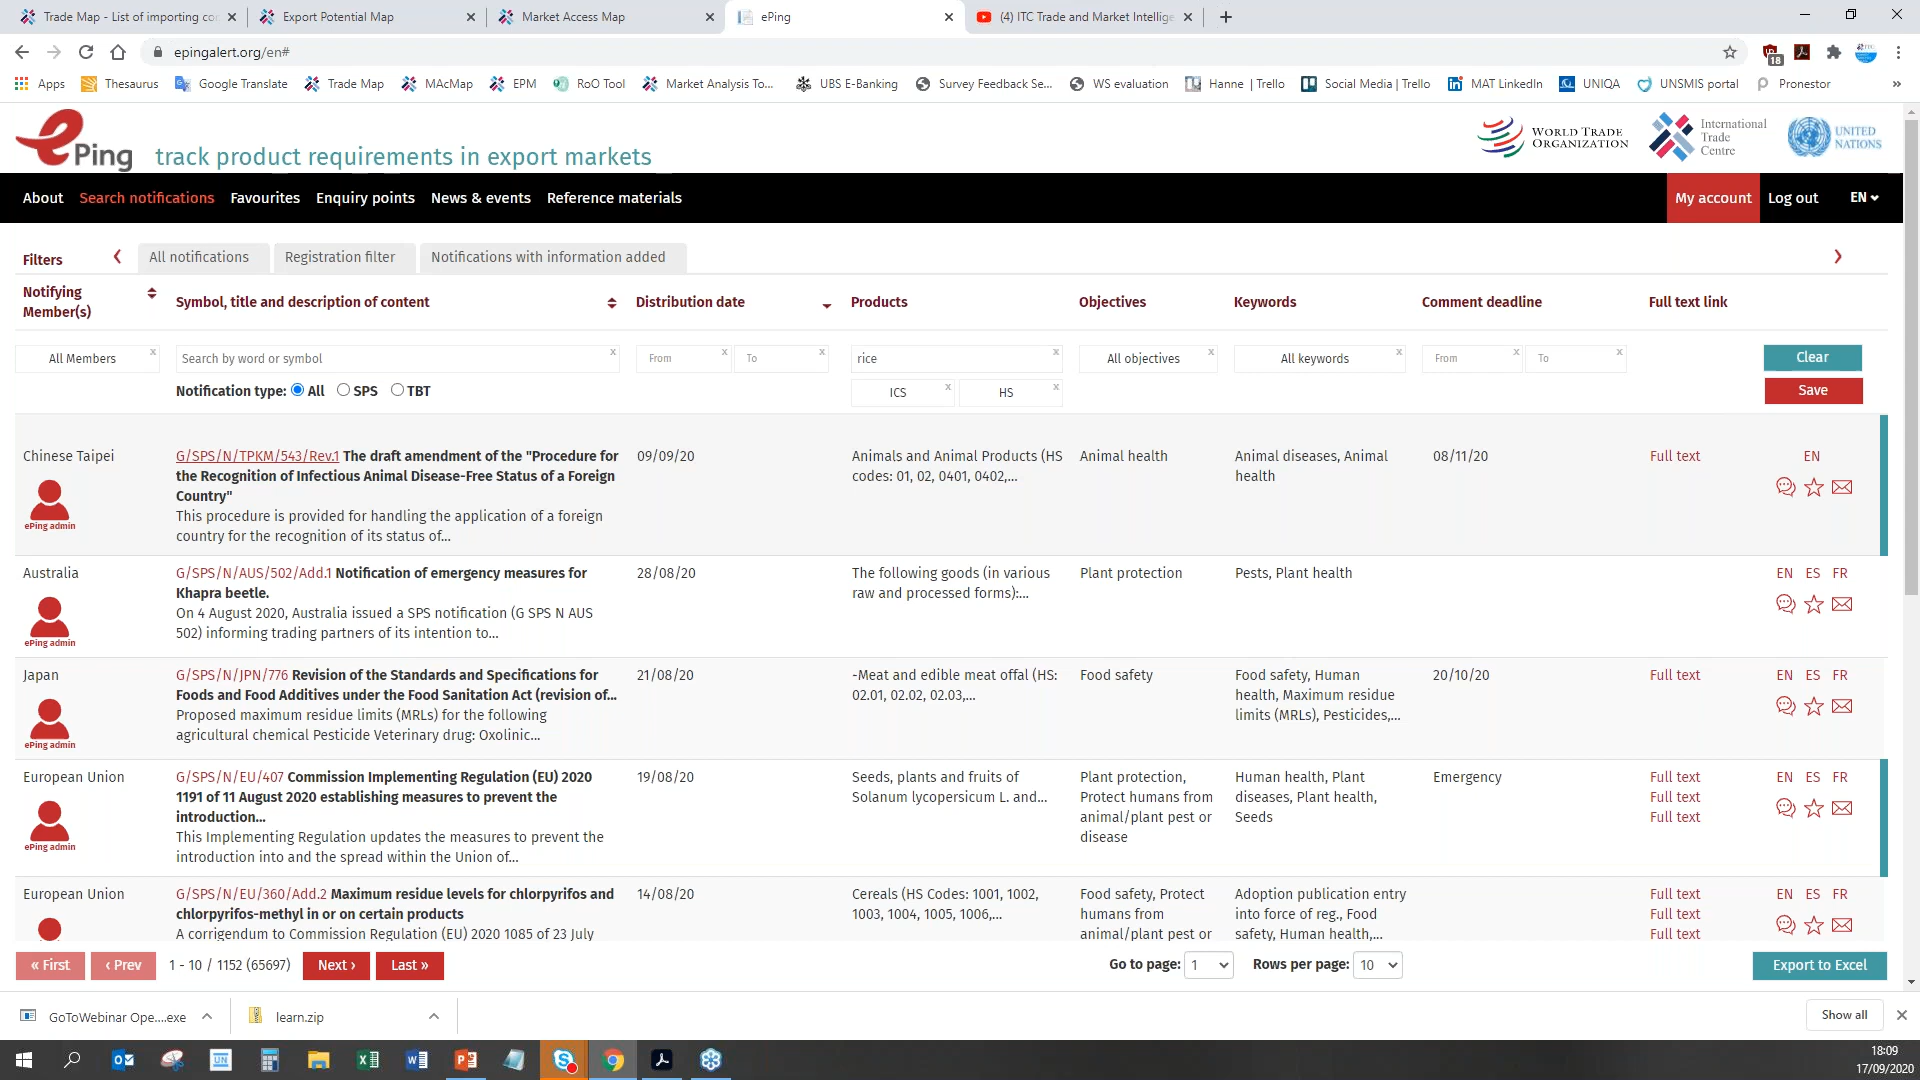 Trade Map - List of importing co
Export Potential Map
Market Access Map
ePing
(4) ITC Trade and Market Intellige
epingalert.org/en#
18
Apps
Thesaurus
Google Translate
Trade Map
MAcMap
EPM
RoO Tool
Market Analysis To...
UBS E-Banking
Survey Feedback Se...
WS evaluation
Hanne | Trello
Social Media | Trello
MAT LinkedIn
UNIQA
UNSMIS portal
Pronestor
»
ePing
track product requirements in export markets
WORLD TRADE
ORGANIZATION
International
Trade
Centre
UNITED
NATIONS
About
Search notifications
Favourites
Enquiry points
News & events
Reference materials
My account
Log out
EN
Filters
All notifications
Registration filter
Notifications with information added
Notifying
Member(s)
Symbol, title and description of content
Distribution date
Products
Objectives
Keywords
Comment deadline
Full text link
All Members x
Search by word or symbol x
From x
To x
rice x
All objectives x
All keywords x
From x
To x
Clear
Notification type: All SPS TBT
ICS x
HS x
Save
Chinese Taipei
ePing admin
G/SPS/N/TPKM/543/Rev.1 The draft amendment of the "Procedure for
the Recognition of Infectious Animal Disease-Free Status of a Foreign
Country"
This procedure is provided for handling the application of a foreign
country for the recognition of its status of...
09/09/20
Animals and Animal Products (HS
codes: 01, 02, 0401, 0402,...
Animal health
Animal diseases, Animal
health
08/11/20
Full text
EN
Australia
ePing admin
G/SPS/N/AUS/502/Add.1 Notification of emergency measures for
Khapra beetle.
On 4 August 2020, Australia issued a SPS notification (G SPS N AUS
502) informing trading partners of its intention to...
28/08/20
The following goods (in various
raw and processed forms):...
Plant protection
Pests, Plant health
EN ES FR
Japan
ePing admin
G/SPS/N/JPN/776 Revision of the Standards and Specifications for
Foods and Food Additives under the Food Sanitation Act (revision of...
Proposed maximum residue limits (MRLs) for the following
agricultural chemical Pesticide Veterinary drug: Oxolinic...
21/08/20
-Meat and edible meat offal (HS:
02.01, 02.02, 02.03,...
Food safety
Food safety, Human
health, Maximum residue
limits (MRLs), Pesticides,...
20/10/20
Full text
EN ES FR
European Union
ePing admin
G/SPS/N/EU/407 Commission Implementing Regulation (EU) 2020
1191 of 11 August 2020 establishing measures to prevent the
introduction...
This Implementing Regulation updates the measures to prevent the
introduction into and the spread within the Union of...
19/08/20
Seeds, plants and fruits of
Solanum lycopersicum L. and...
Plant protection,
Protect humans from
animal/plant pest or
disease
Human health, Plant
diseases, Plant health,
Seeds
Emergency
Full text
Full text
Full text
EN ES FR
European Union
G/SPS/N/EU/360/Add.2 Maximum residue levels for chlorpyrifos and
chlorpyrifos-methyl in or on certain products
A corrigendum to Commission Regulation (EU) 2020 1085 of 23 July
14/08/20
Cereals (HS Codes: 1001, 1002,
1003, 1004, 1005, 1006,...
Food safety, Protect
humans from
animal/plant pest or
Adoption publication entry
into force of reg., Food
safety, Human health,...
Full text
Full text
Full text
EN ES FR
« First
‹ Prev
1 - 10 / 1152 (65697)
Next ›
Last »
Go to page: 1
Rows per page: 10
Export to Excel
GoToWebinar Ope....exe
learn.zip
Show all
18:09
17/09/2020